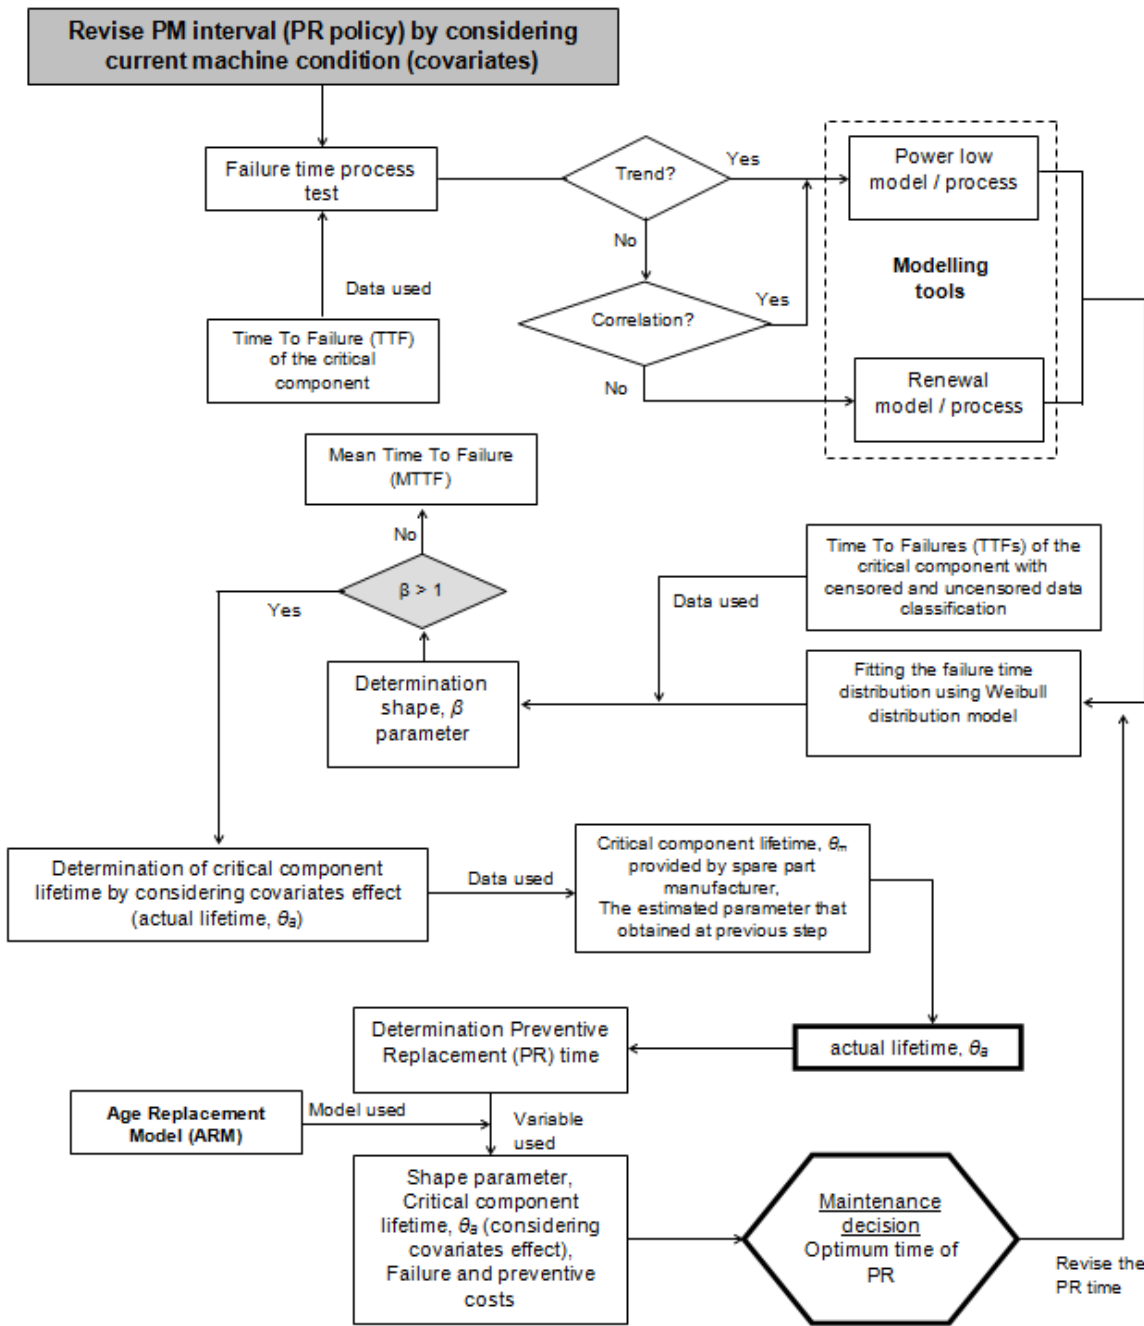 Revise PM interval (PR policy) by considering
current machine condition (covariates)
Failure time process
test
Trend?
Yes
Power low
model / process
No
Data used
Modelling
tools
Correlation?
Yes
Time To Failure (TTF)
of the critical
component
No
Renewal
model / process
Mean Time To Failure
(MTTF)
No
β > 1
Yes
Time To Failures (TTFs) of the
critical component with
censored and uncensored data
classification
Data used
Determination
shape, β
parameter
Fitting the failure time
distribution using Weibull
distribution model
Determination of critical component
lifetime by considering covariates effect
(actual lifetime, θa)
Data used
Critical component lifetime, θm
provided by spare part
manufacturer,
The estimated parameter that
obtained at previous step
Determination Preventive
Replacement (PR) time
actual lifetime, θa
Age Replacement
Model (ARM)
Model used
Variable
used
Shape parameter,
Critical component
lifetime, θa (considering
covariates effect),
Failure and preventive
costs
Maintenance
decision
Optimum time of
PR
Revise the
PR time